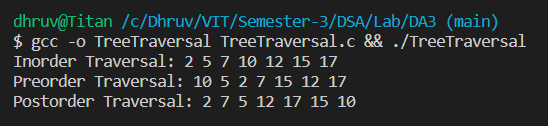 dhruv@Titan /c/Dhruv/VIT/Semester-3/DSA/Lab/DA3 (main)
$ gcc -o TreeTraversal TreeTraversal.c && ./TreeTraversal
Inorder Traversal: 2 5 7 10 12 15 17
Preorder Traversal: 10 5 2 7 15 12 17
Postorder Traversal: 2 7 5 12 17 15 10